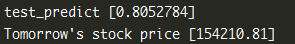 test_predict [0.8052784]
Tomorrow's stock price [154210.81]